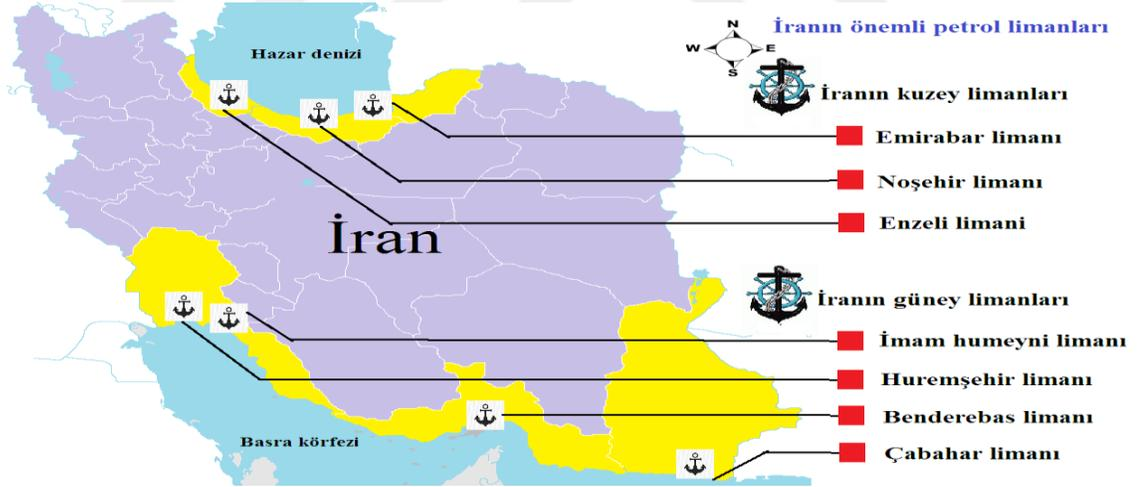 İranın önemli petrol limanları
N
W E
S
Hazar denizi
İranın kuzey limanları
Emirabar limanı
Noşehir limanı
Enzeli limani
İran
İranın güney limanları
İmam humeyni limanı
Huremşehir limanı
Benderebas limanı
Basra körfezi
Çabahar limanı